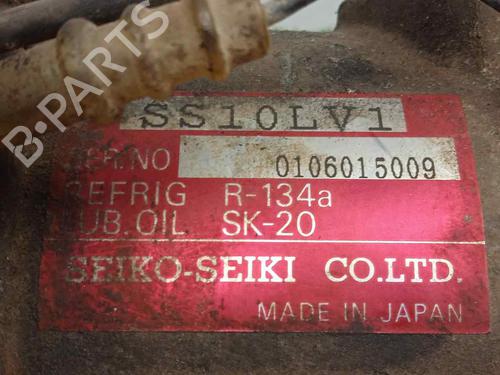 B-PARTS
SS10LV1
SER.NO 0106015009
REFRIG R-134a
LUB.OIL SK-20
SEIKO-SEIKI CO.LTD.
MADE IN JAPAN